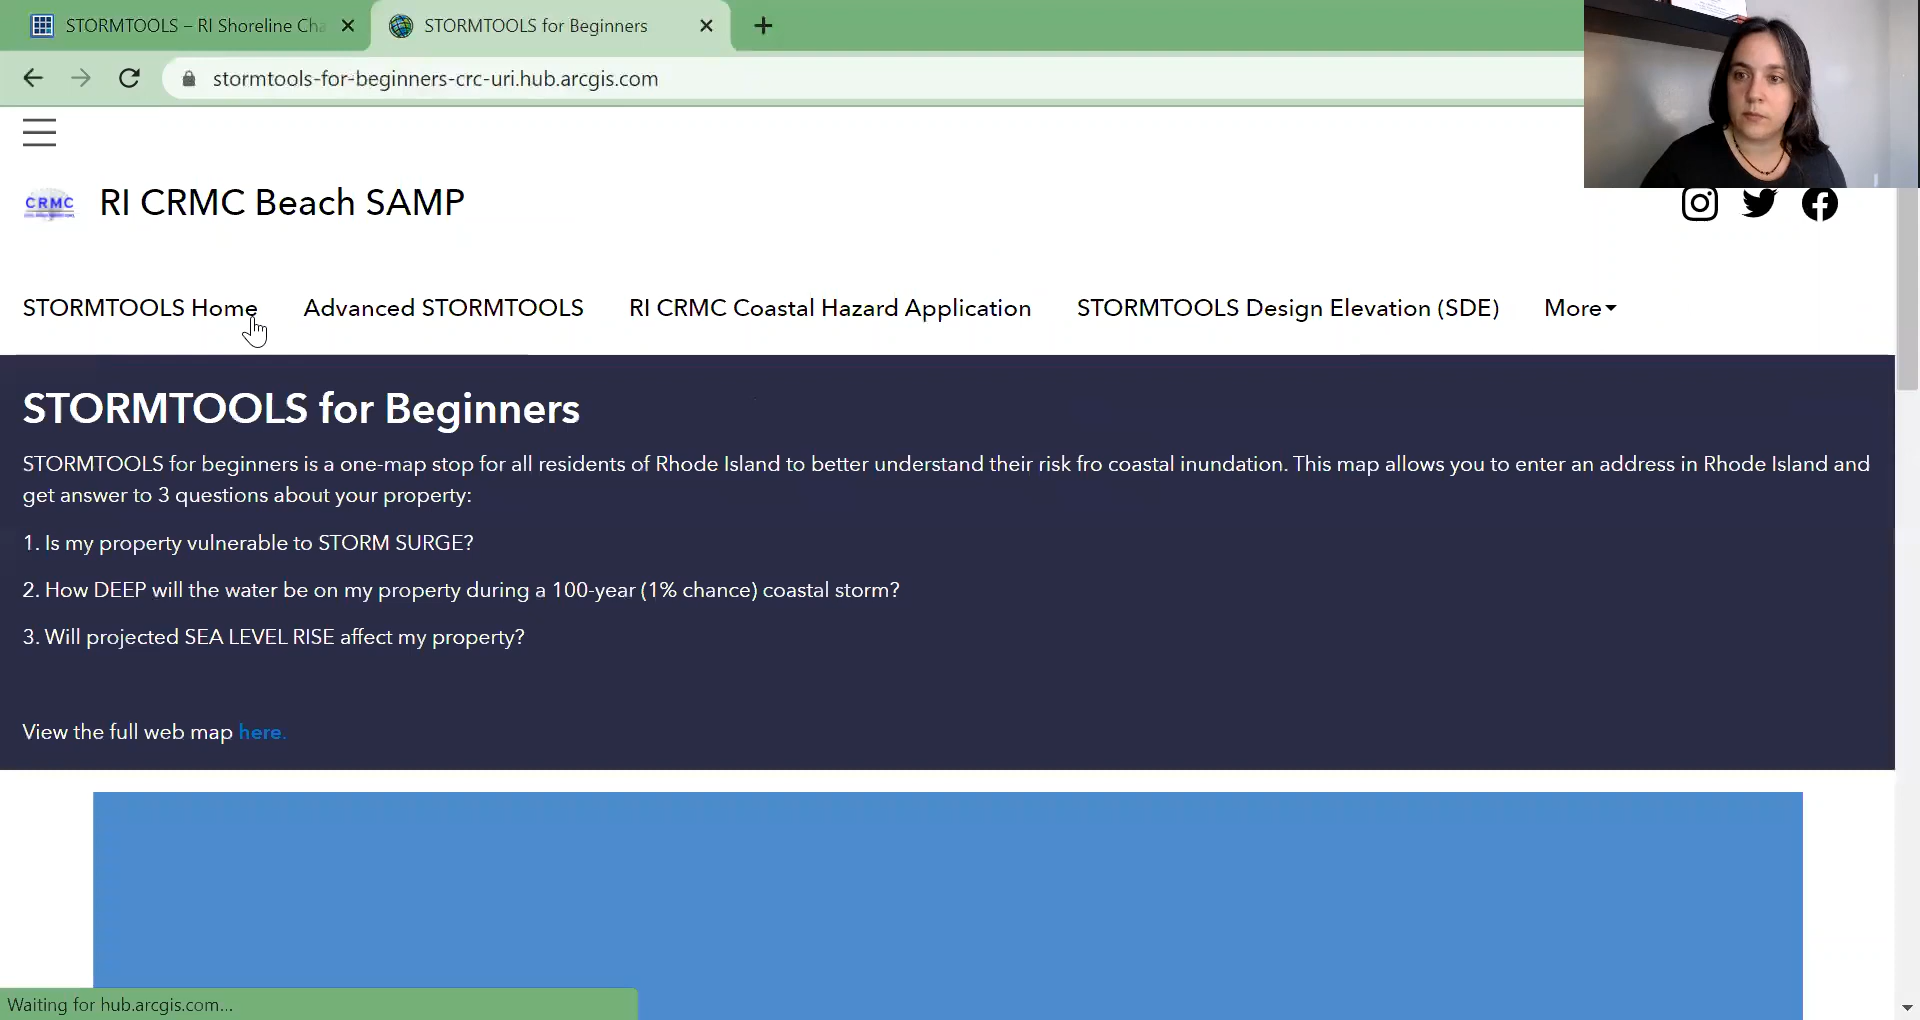 STORMTOOLS – RI Shoreline Cha
STORMTOOLS for Beginners
stormtools-for-beginners-crc-uri.hub.arcgis.com
CRMC
RI CRMC Beach SAMP
STORMTOOLS Home
Advanced STORMTOOLS
RI CRMC Coastal Hazard Application
STORMTOOLS Design Elevation (SDE)
More
STORMTOOLS for Beginners
STORMTOOLS for beginners is a one-map stop for all residents of Rhode Island to better understand their risk fro coastal inundation. This map allows you to enter an address in Rhode Island and
get answer to 3 questions about your property:
1. Is my property vulnerable to STORM SURGE?
2. How DEEP will the water be on my property during a 100-year (1% chance) coastal storm?
3. Will projected SEA LEVEL RISE affect my property?
View the full web map here.
Waiting for hub.arcgis.com...